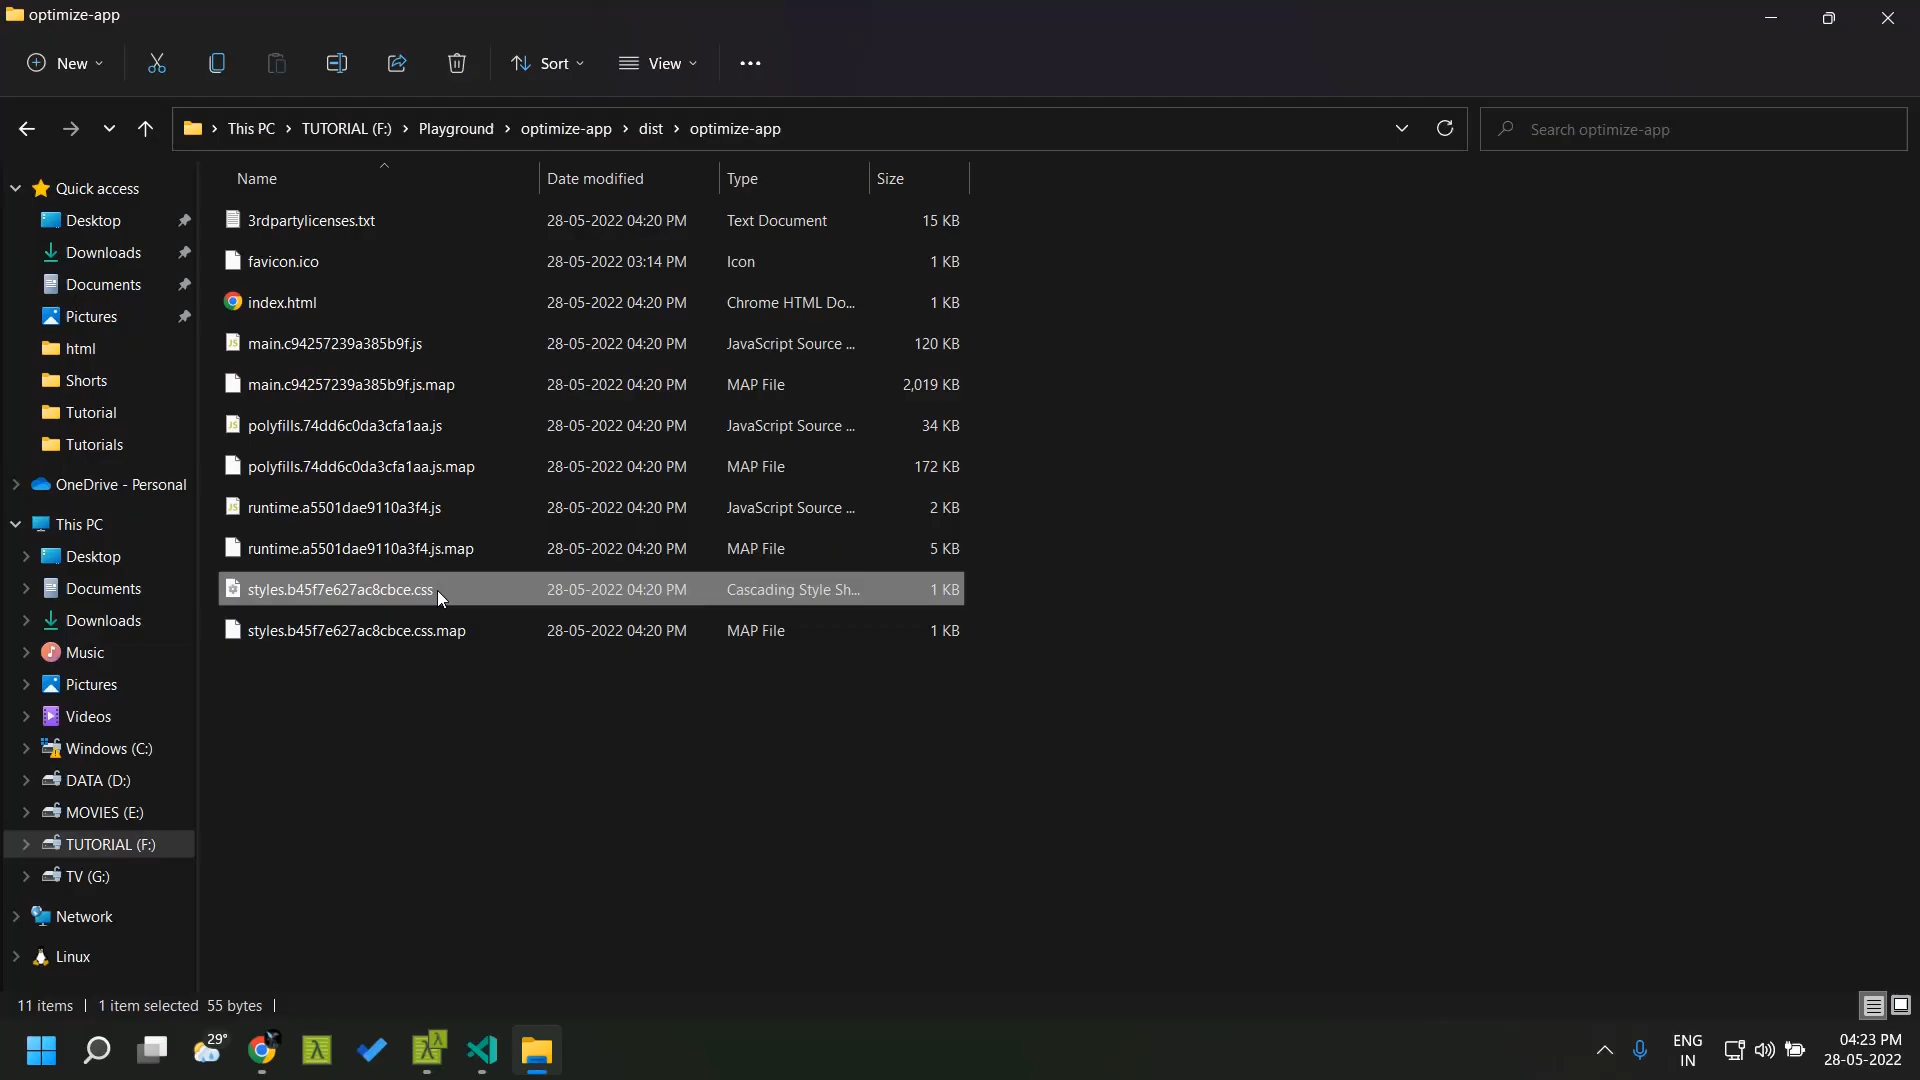 optimize-app
New
Sort
View
This PC
TUTORIAL (F:)
Playground
optimize-app
dist
optimize-app
Search optimize-app
Name Date modified Type Size
3rdpartylicenses.txt 28-05-2022 04:20 PM Text Document 15 KB
favicon.ico 28-05-2022 03:14 PM Icon 1 KB
index.html 28-05-2022 04:20 PM Chrome HTML Do... 1 KB
main.c94257239a385b9f.js 28-05-2022 04:20 PM JavaScript Source ... 120 KB
main.c94257239a385b9f.js.map 28-05-2022 04:20 PM MAP File 2,019 KB
polyfills.74dd6c0da3cfa1aa.js 28-05-2022 04:20 PM JavaScript Source ... 34 KB
polyfills.74dd6c0da3cfa1aa.js.map 28-05-2022 04:20 PM MAP File 172 KB
runtime.a5501dae9110a3f4.js 28-05-2022 04:20 PM JavaScript Source ... 2 KB
runtime.a5501dae9110a3f4.js.map 28-05-2022 04:20 PM MAP File 5 KB
styles.b45f7e627ac8cbce.css 28-05-2022 04:20 PM Cascading Style Sh... 1 KB
styles.b45f7e627ac8cbce.css.map 28-05-2022 04:20 PM MAP File 1 KB
Quick access
Desktop
Downloads
Documents
Pictures
html
Shorts
Tutorial
Tutorials
OneDrive - Personal
This PC
Desktop
Documents
Downloads
Music
Pictures
Videos
Windows (C:)
DATA (D:)
MOVIES (E:)
TUTORIAL (F:)
TV (G:)
Network
Linux
11 items 1 item selected 55 bytes
29°
ENG
IN
04:23 PM
28-05-2022